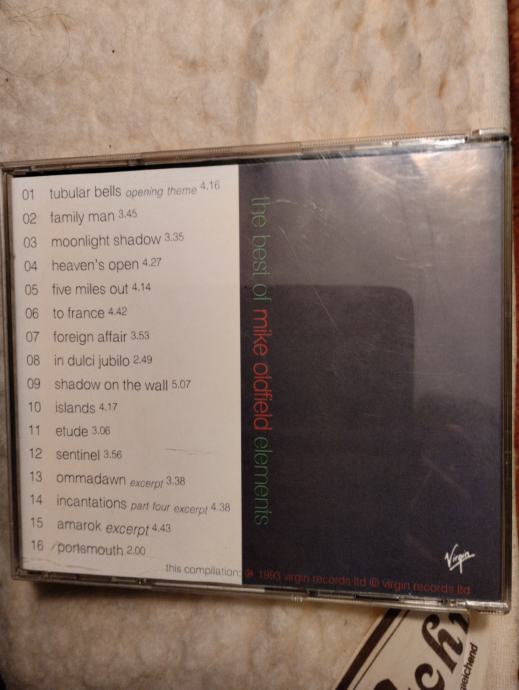 01 tubular bells opening theme 4.16
02 family man 3.45
03 moonlight shadow 3.35
04 heaven's open 4.27
05 five miles out 4.14
06 to france 4.42
07 foreign affair 3.53
08 in dulci jubilo 2.49
09 shadow on the wall 5.07
10 islands 4.17
11 etude 3.06
12 sentinel 3.56
13 ommadawn excerpt 3.38
14 incantations part four excerpt 4.38
15 amarok excerpt 4.43
16 portsmouth 2.00
the best of mike oldfield elements
Virgin
this compilation: ℗ 1993 virgin records ltd © virgin records ltd